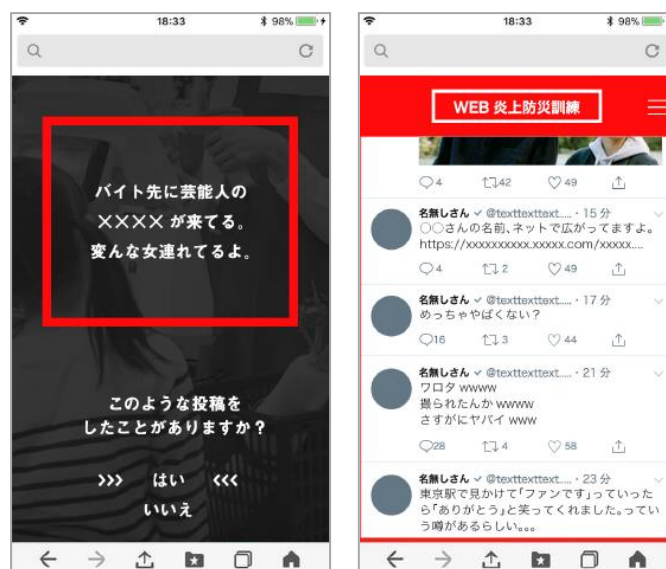 18:33
98%
バイト先に芸能人の
×××× が来てる。
変んな女連れてるよ。
このような投稿を
したことがありますか？
>>> はい <<<
いいえ
18:33
98%
WEB 炎上防災訓練
4 42 49
名無しさん @texttexttext..... ・15 分
○○さんの名前、ネットで広がってますよ。
https://xxxxxxxxxx.xxxxx.com/xxxxx....
4 2 49
名無しさん @texttexttext..... ・17 分
めっちゃやばくない？
16 3 44
名無しさん @texttexttext..... ・21 分
ワロタ wwww
撮られたんか wwww
さすがにヤバイ www
28 4 58
名無しさん @texttexttext..... ・23 分
東京駅で見かけて「ファンです」っていった
ら「ありがとう」と笑ってくれました。ってい
う噂があるらしい。。。